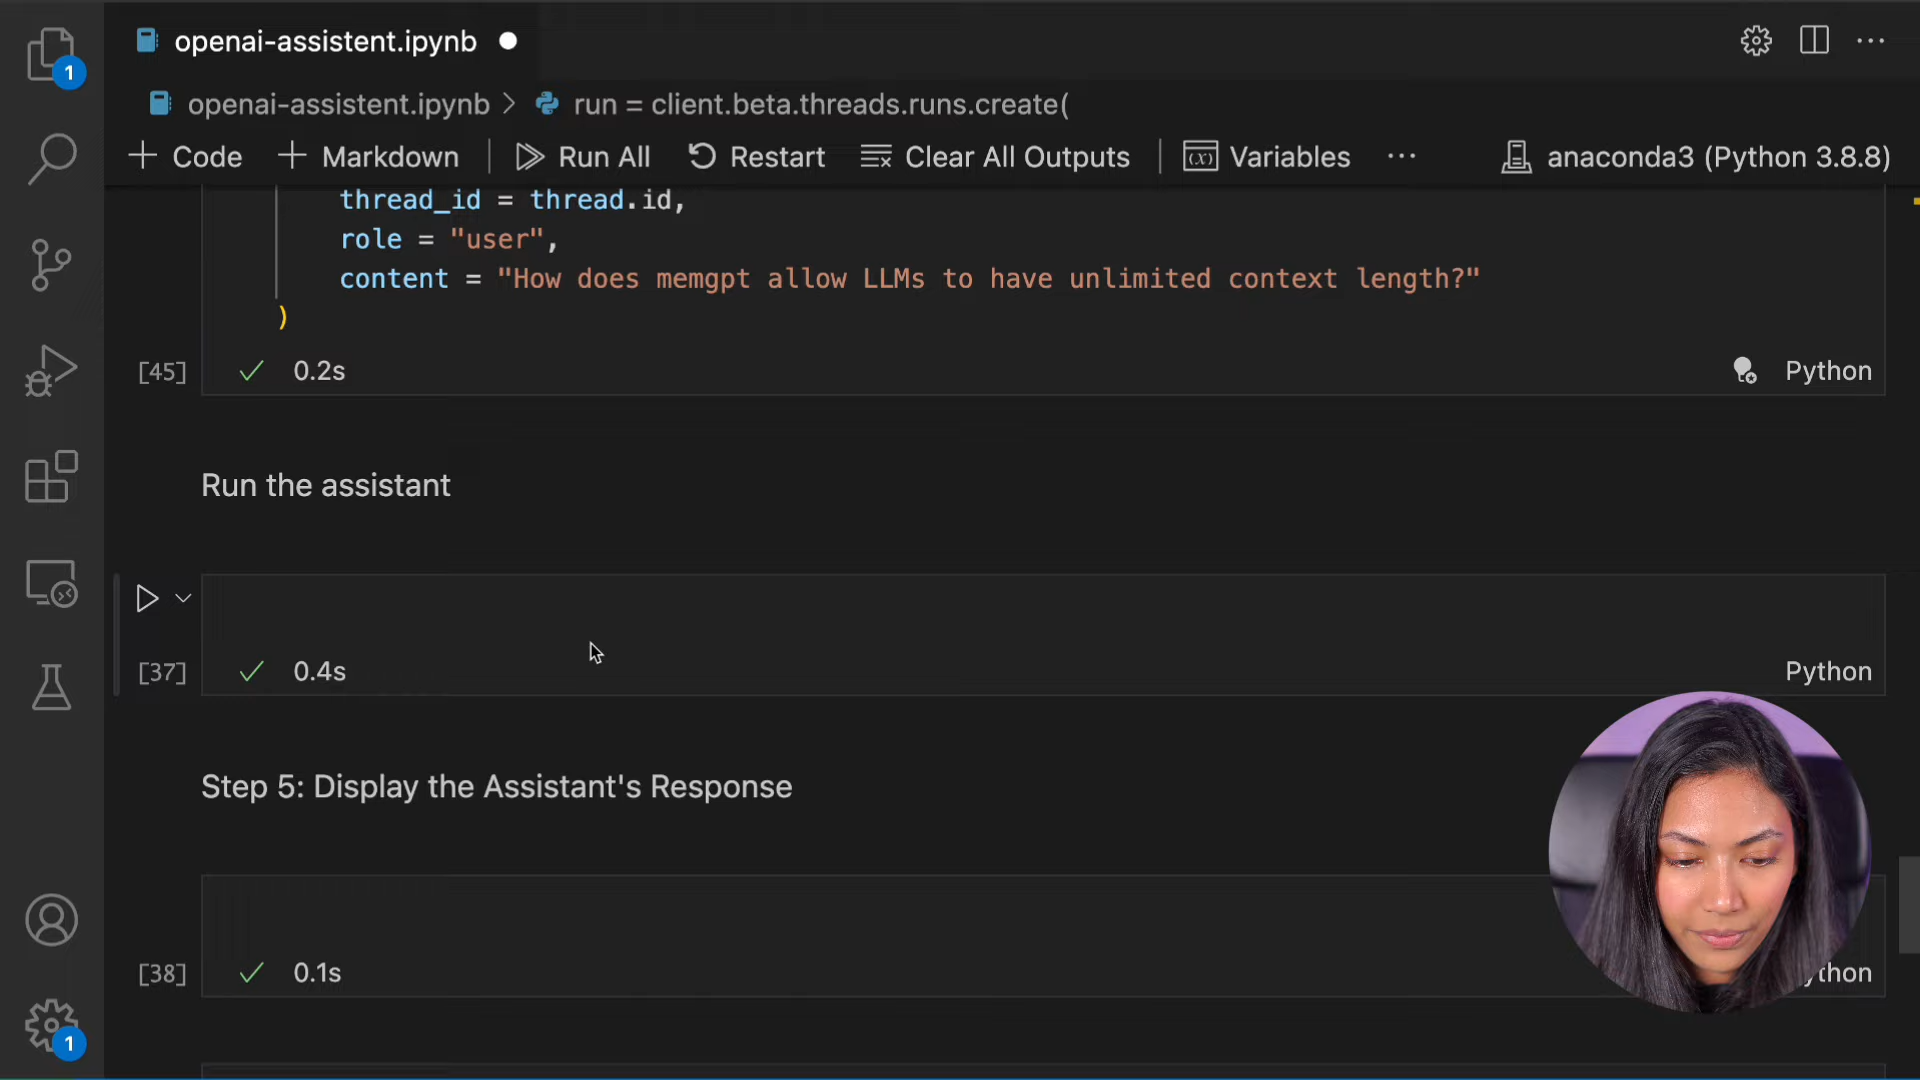 openai-assistent.ipynb
1
openai-assistent.ipynb > run = client.beta.threads.runs.create(
+ Code + Markdown Run All Restart Clear All Outputs Variables ... anaconda3 (Python 3.8.8)
thread_id = thread.id,
role = "user",
content = "How does memgpt allow LLMs to have unlimited context length?"
)
[45] 0.2s Python
Run the assistant
[37] 0.4s Python
Step 5: Display the Assistant's Response
[38] 0.1s
1